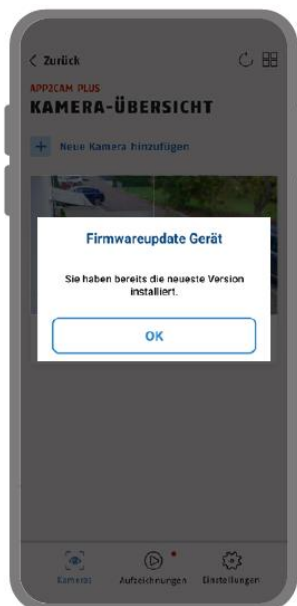 Zurück
APP2CAM PLUS
KAMERA-ÜBERSICHT
Neue Kamera hinzufügen
Firmwareupdate Gerät
Sie haben bereits die neueste Version
installiert.
OK
Kameras Aufzeichnungen Einstellungen